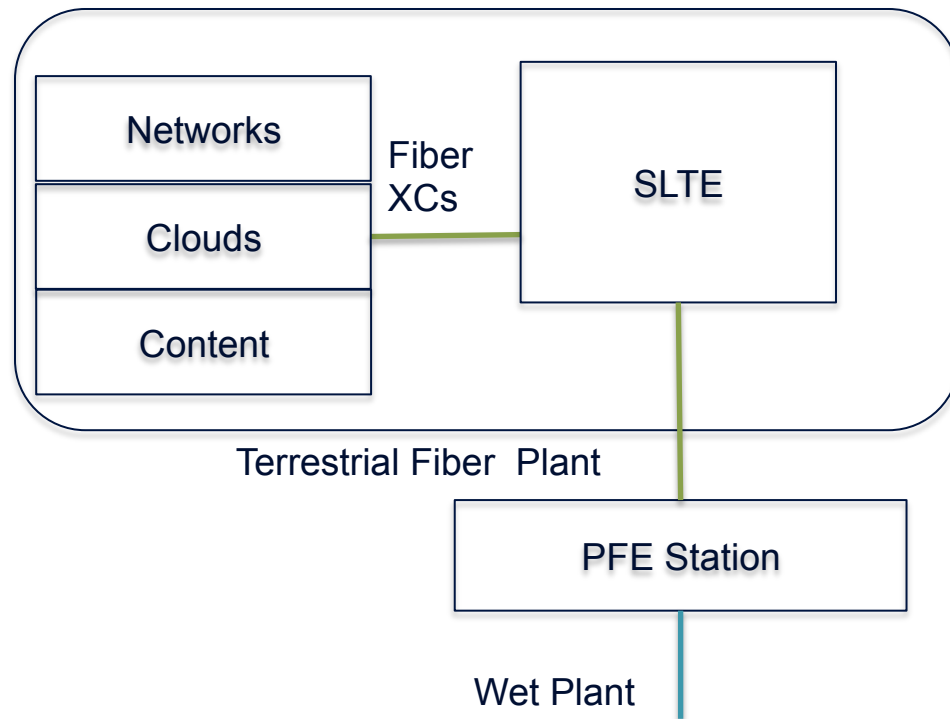 Networks
Fiber
XCs
SLTE
Clouds
Content
Terrestrial Fiber  Plant
PFE Station
Wet Plant